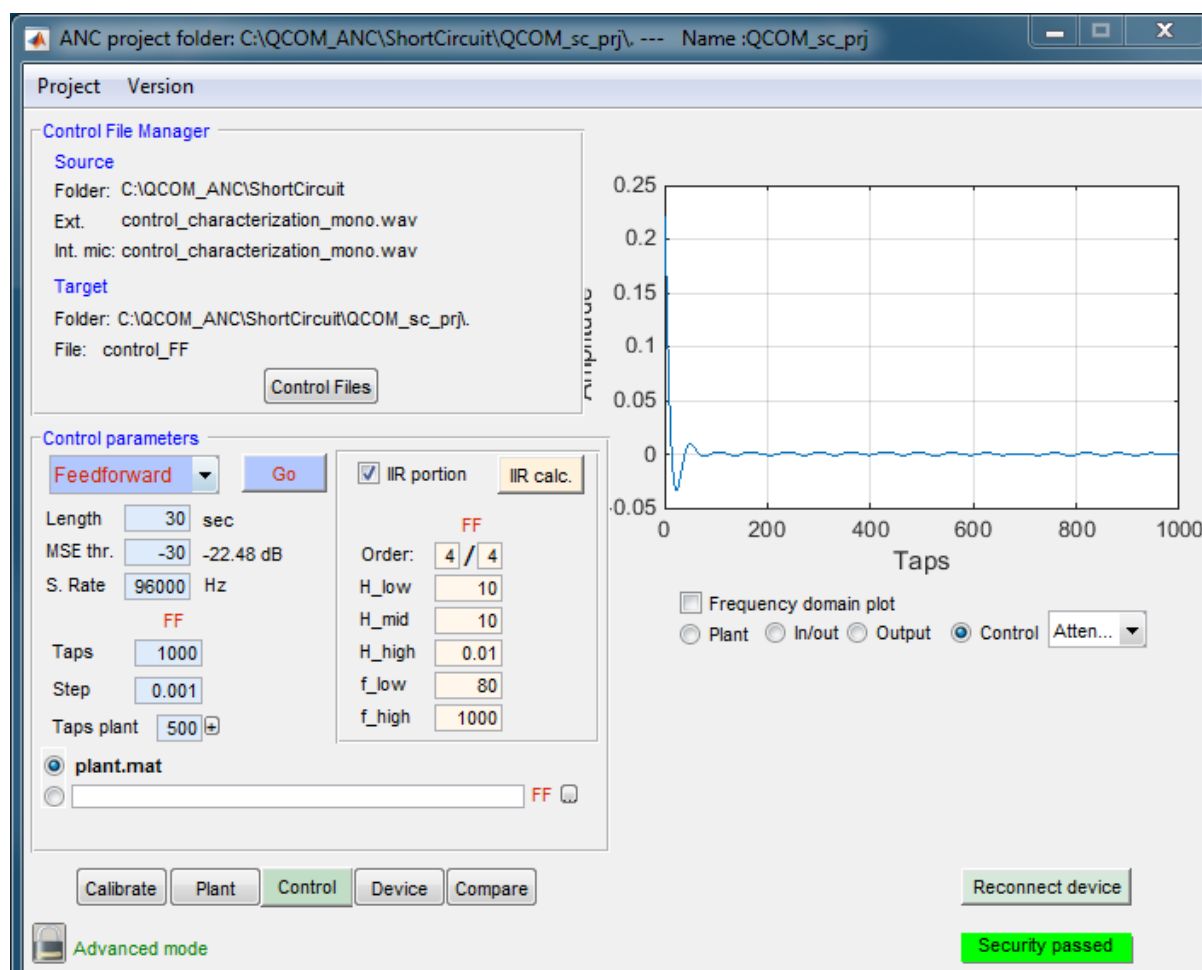 ANC project folder: C:\QCOM_ANC\ShortCircuit\QCOM_sc_prj\. --- Name :QCOM_sc_prj
Project Version
Control File Manager
Source
Folder: C:\QCOM_ANC\ShortCircuit
Ext. control_characterization_mono.wav
Int. mic: control_characterization_mono.wav
Target
Folder: C:\QCOM_ANC\ShortCircuit\QCOM_sc_prj\.
File: control_FF
Control Files
Control parameters
Feedforward Go
Length 30 sec
MSE thr. -30 -22.48 dB
S. Rate 96000 Hz
FF
Taps 1000
Step 0.001
Taps plant 500 +
IIR portion IIR calc.
FF
Order: 4 / 4
H_low 10
H_mid 10
H_high 0.01
f_low 80
f_high 1000
plant.mat
FF ...
0.25
0.2
0.15
0.1
0.05
0
-0.05
Amplitude
0 200 400 600 800 1000
Taps
Frequency domain plot
Plant In/out Output Control Atten...
Calibrate Plant Control Device Compare
Reconnect device
Advanced mode
Security passed